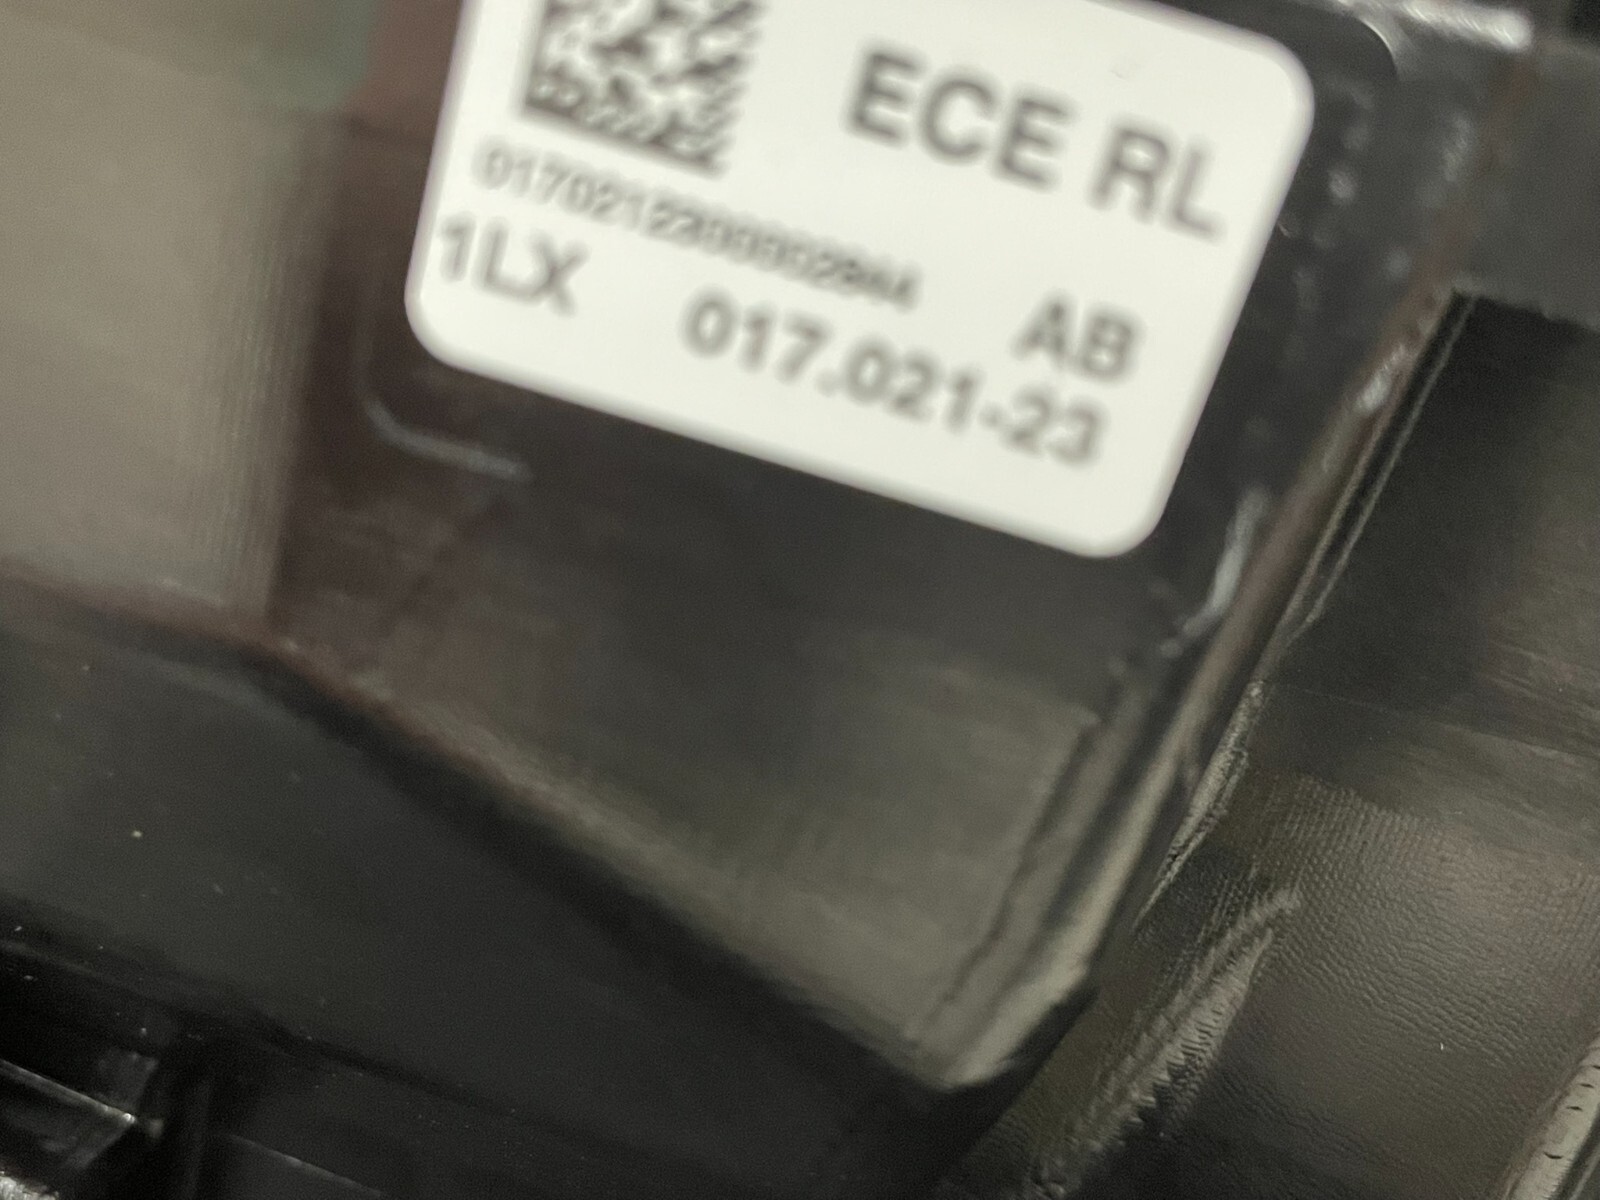 ECE RL
1LX
AB
017.021-23